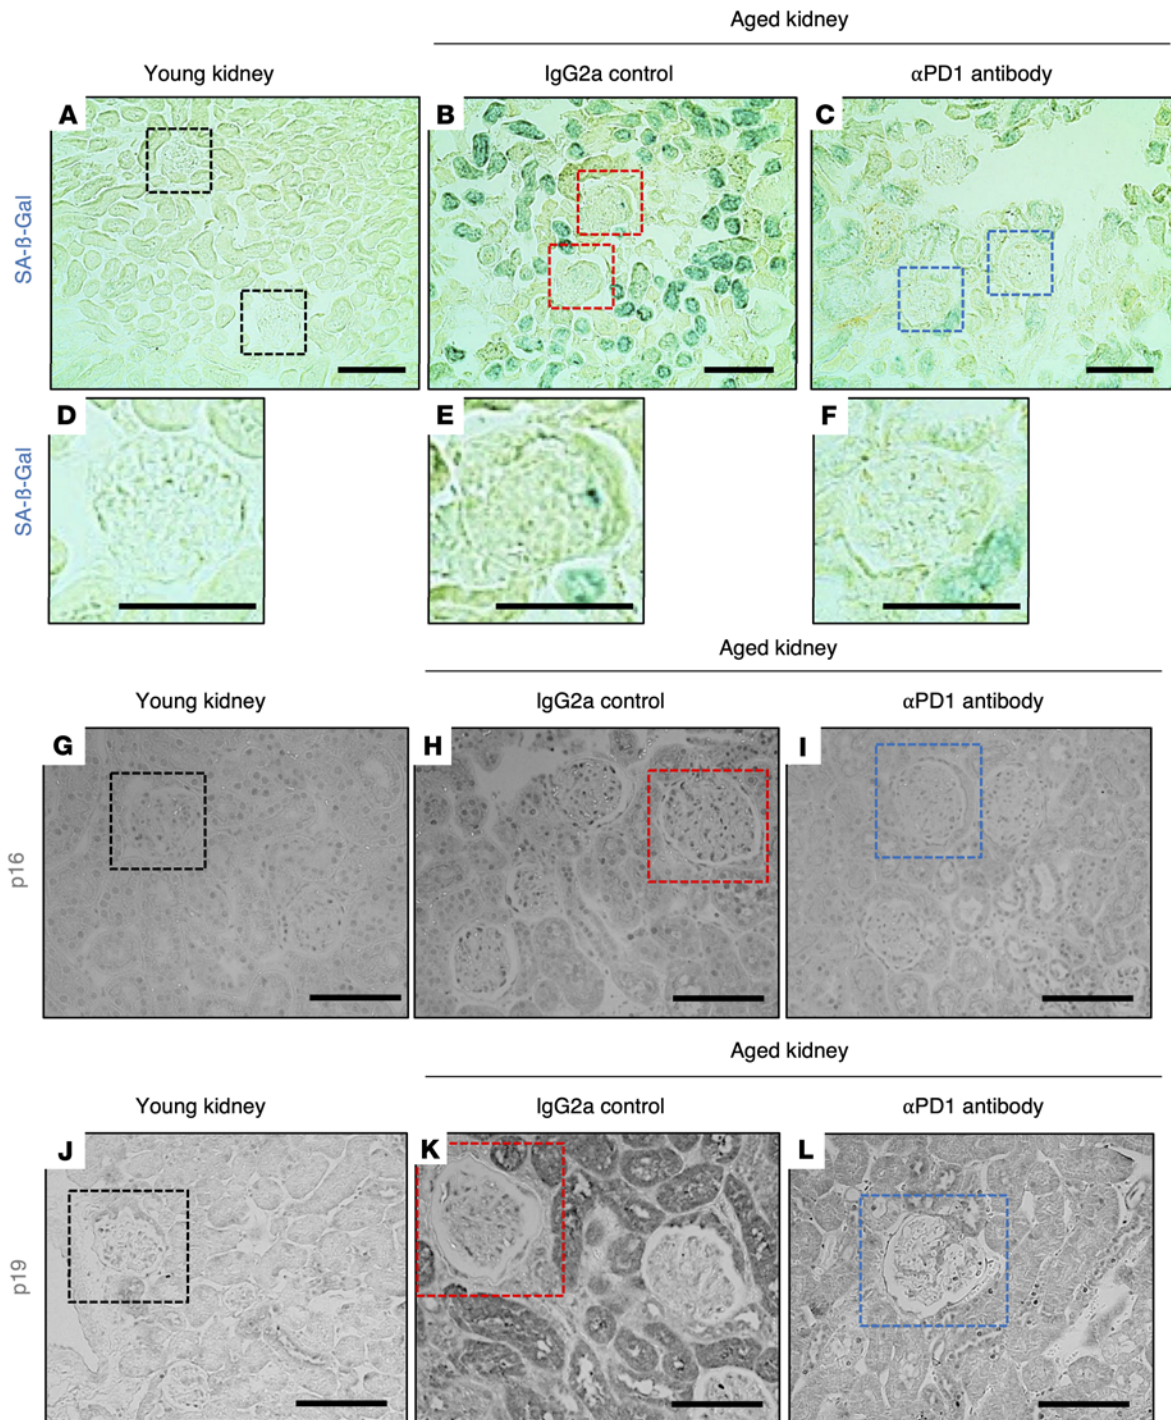 Aged kidney
Young kidney
IgG2a control
αPD1 antibody
A
B
C
SA-ß-Gal
D
E
F
SA-ß-Gal
Aged kidney
Young kidney
IgG2a control
αPD1 antibody
G
H
I
p16
Aged kidney
Young kidney
IgG2a control
αPD1 antibody
J
K
L
p19